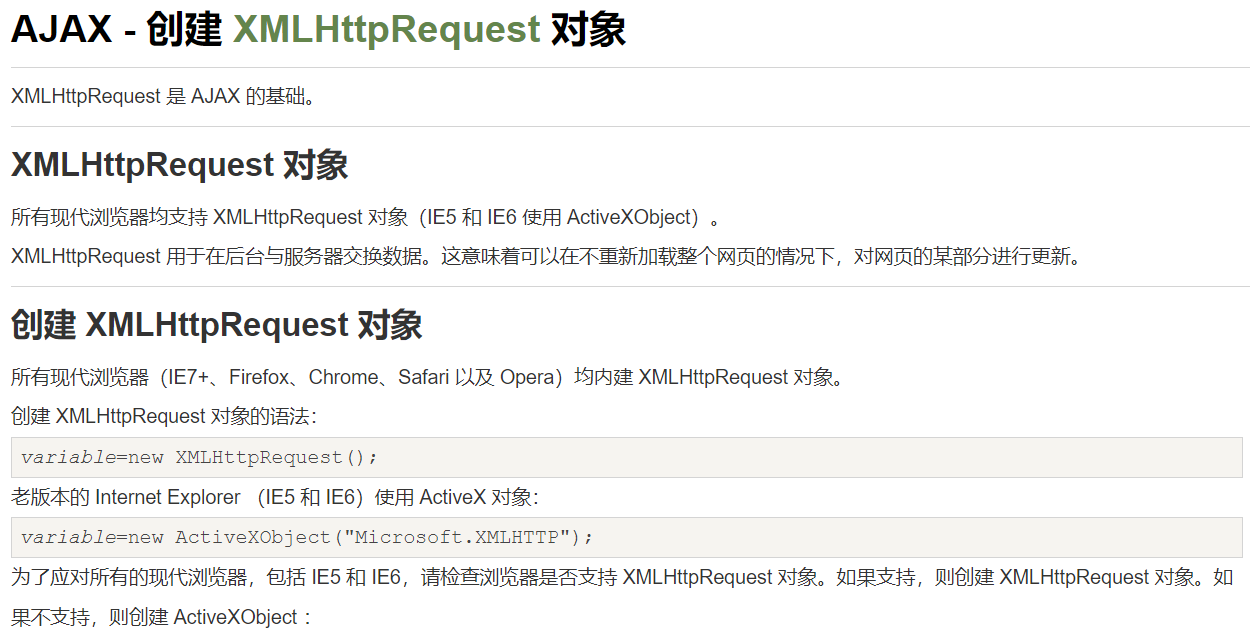 AJAX - 创建 XMLHttpRequest 对象
XMLHttpRequest 是 AJAX 的基础。
XMLHttpRequest 对象
所有现代浏览器均支持 XMLHttpRequest 对象（IE5 和 IE6 使用 ActiveXObject）。
XMLHttpRequest 用于在后台与服务器交换数据。这意味着可以在不重新加载整个网页的情况下，对网页的某部分进行更新。
创建 XMLHttpRequest 对象
所有现代浏览器（IE7+、Firefox、Chrome、Safari 以及 Opera）均内建 XMLHttpRequest 对象。
创建 XMLHttpRequest 对象的语法：
variable=new XMLHttpRequest();
老版本的 Internet Explorer （IE5 和 IE6）使用 ActiveX 对象：
variable=new ActiveXObject("Microsoft.XMLHTTP");
为了应对所有的现代浏览器，包括 IE5 和 IE6，请检查浏览器是否支持 XMLHttpRequest 对象。如果支持，则创建 XMLHttpRequest 对象。如
果不支持，则创建 ActiveXObject ：